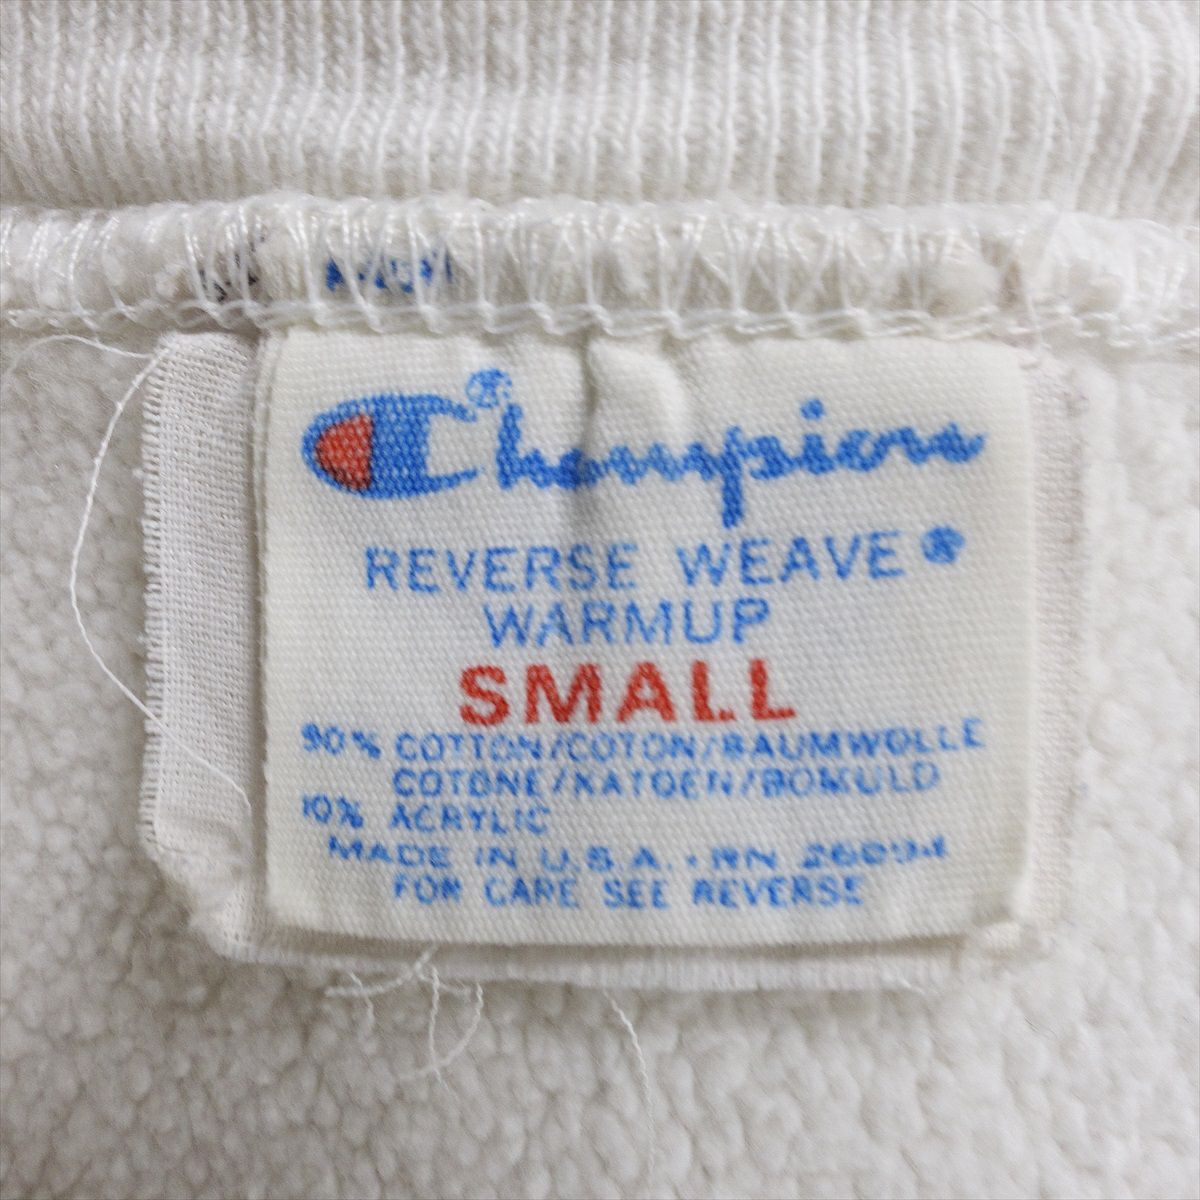 Champion®
REVERSE WEAVE®
WARMUP
SMALL
90% COTTON/COTON/BAUMWOLLE
COTONE/KATOEN/BOMULD
10% ACRYLIC
MADE IN U.S.A. · RN 26094
FOR CARE SEE REVERSE